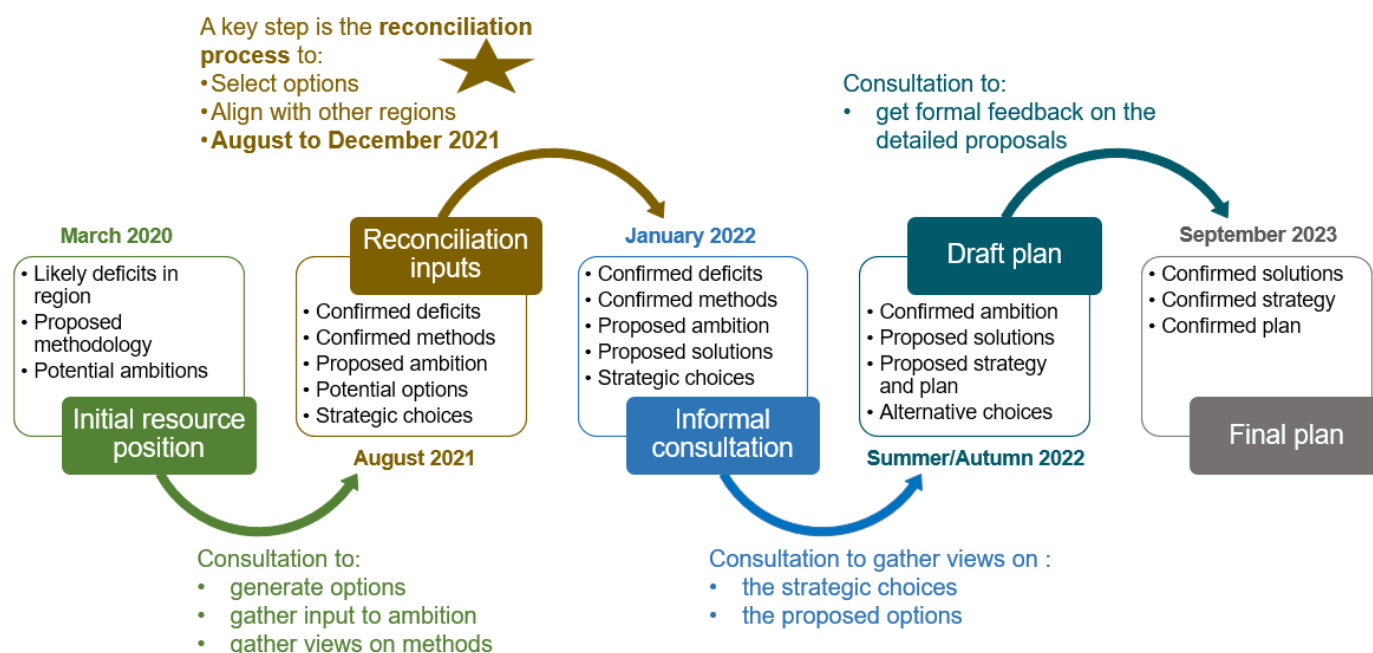 A key step is the reconciliation
process to:
•Select options
•Align with other regions
•August to December 2021
Consultation to:
• get formal feedback on the
detailed proposals
March 2020
• Likely deficits in
region
• Proposed
methodology
• Potential ambitions
Initial resource
position
Reconciliation
inputs
• Confirmed deficits
• Confirmed methods
• Proposed ambition
• Potential options
• Strategic choices
August 2021
January 2022
• Confirmed deficits
• Confirmed methods
• Proposed ambition
• Proposed solutions
• Strategic choices
Informal
consultation
Draft plan
• Confirmed ambition
• Proposed solutions
• Proposed strategy
and plan
• Alternative choices
Summer/Autumn 2022
September 2023
• Confirmed solutions
• Confirmed strategy
• Confirmed plan
Final plan
Consultation to:
• generate options
• gather input to ambition
• gather views on methods
Consultation to gather views on :
• the strategic choices
• the proposed options